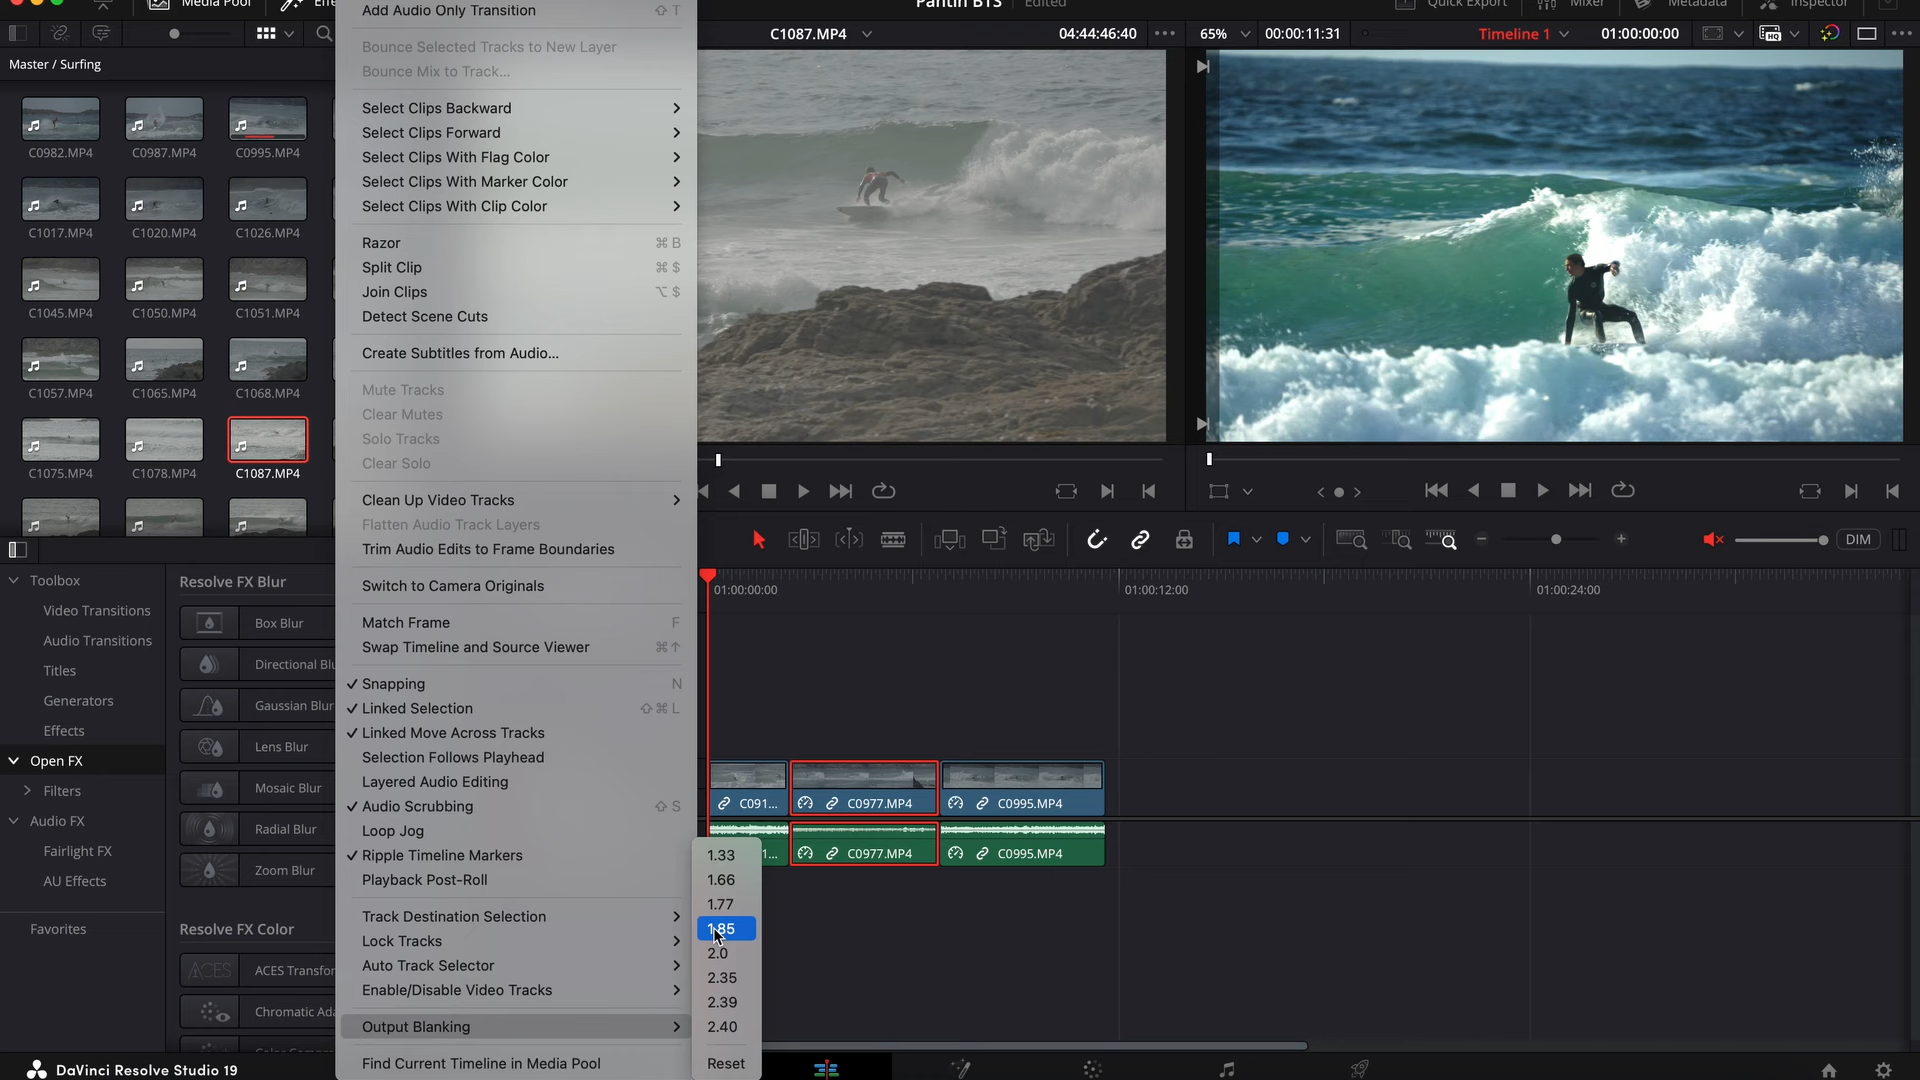 Media Pool
Add Audio Only Transition ⇧ T
Pantin BTS Edited
Quick Export
Mixer
Metadata
Inspector
C1087.MP4
04:44:46:40
65%
00:00:11:31
Timeline 1
01:00:00:00
Master / Surfing
C0982.MP4 C0987.MP4 C0995.MP4
C1017.MP4 C1020.MP4 C1026.MP4
C1045.MP4 C1050.MP4 C1051.MP4
C1057.MP4 C1065.MP4 C1068.MP4
C1075.MP4 C1078.MP4 C1087.MP4
Bounce Selected Tracks to New Layer
Bounce Mix to Track...
Select Clips Backward
Select Clips Forward
Select Clips With Flag Color
Select Clips With Marker Color
Select Clips With Clip Color
Razor ⌘ B
Split Clip ⌘ $
Join Clips ⌥ $
Detect Scene Cuts
Create Subtitles from Audio...
Mute Tracks
Clear Mutes
Solo Tracks
Clear Solo
Clean Up Video Tracks
Flatten Audio Track Layers
Trim Audio Edits to Frame Boundaries
Switch to Camera Originals
Match Frame F
Swap Timeline and Source Viewer ⌘↑
Snapping N
Linked Selection ⇧⌘ L
Linked Move Across Tracks
Selection Follows Playhead
Layered Audio Editing
Audio Scrubbing ⇧ S
Loop Jog
Ripple Timeline Markers
Playback Post-Roll
Track Destination Selection
Lock Tracks
Auto Track Selector
Enable/Disable Video Tracks
Output Blanking
Find Current Timeline in Media Pool
1.33
1.66
1.77
1.85
2.0
2.35
2.39
2.40
Reset
Toolbox
Video Transitions
Audio Transitions
Titles
Generators
Effects
Open FX
Filters
Audio FX
Fairlight FX
AU Effects
Favorites
Resolve FX Blur
Box Blur
Directional Blu
Gaussian Blur
Lens Blur
Mosaic Blur
Radial Blur
Zoom Blur
Resolve FX Color
ACES ACES Transfor
Chromatic Ada
DIM
01:00:00:00 01:00:12:00 01:00:24:00
C091... C0977.MP4 C0995.MP4
1... C0977.MP4 C0995.MP4
DaVinci Resolve Studio 19